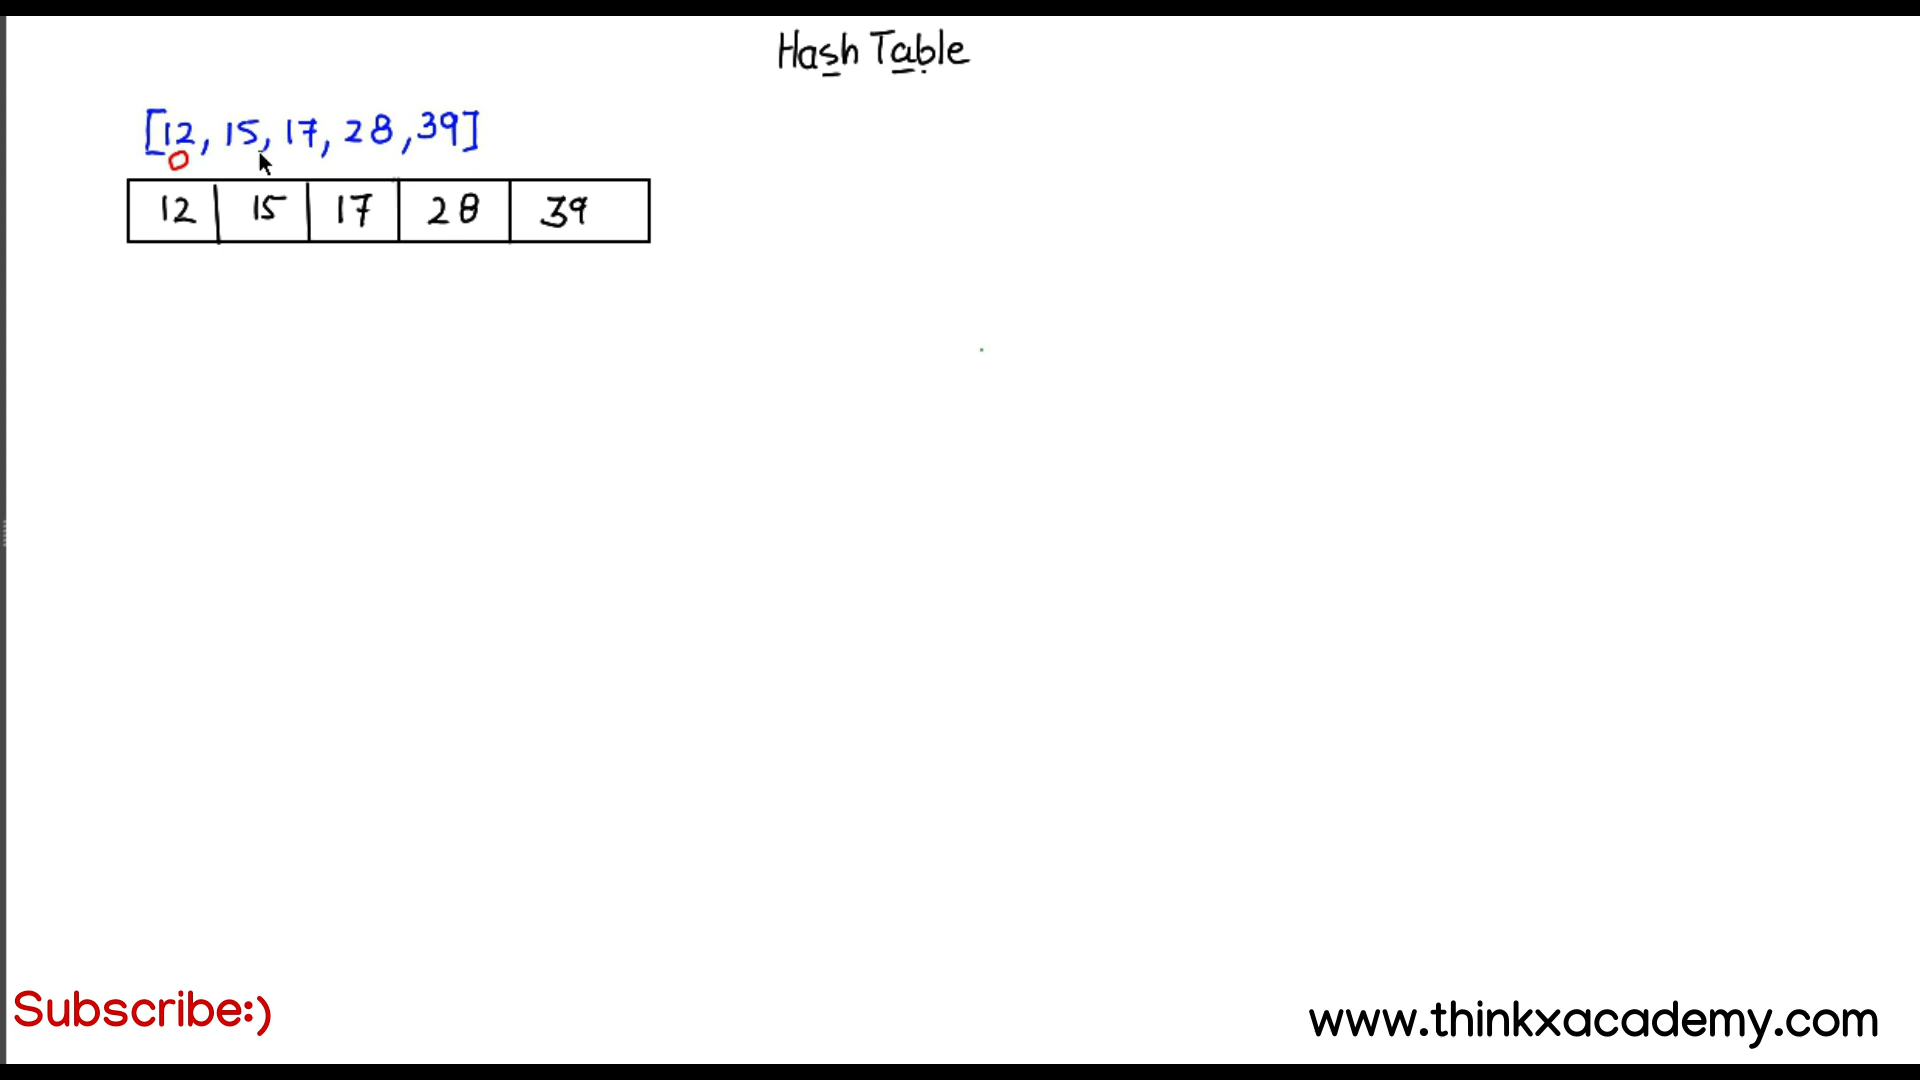 Hash Table
[12, 15, 17, 28, 39]
0
12 15 17 28 39
Subscribe:)
www.thinkxacademy.com